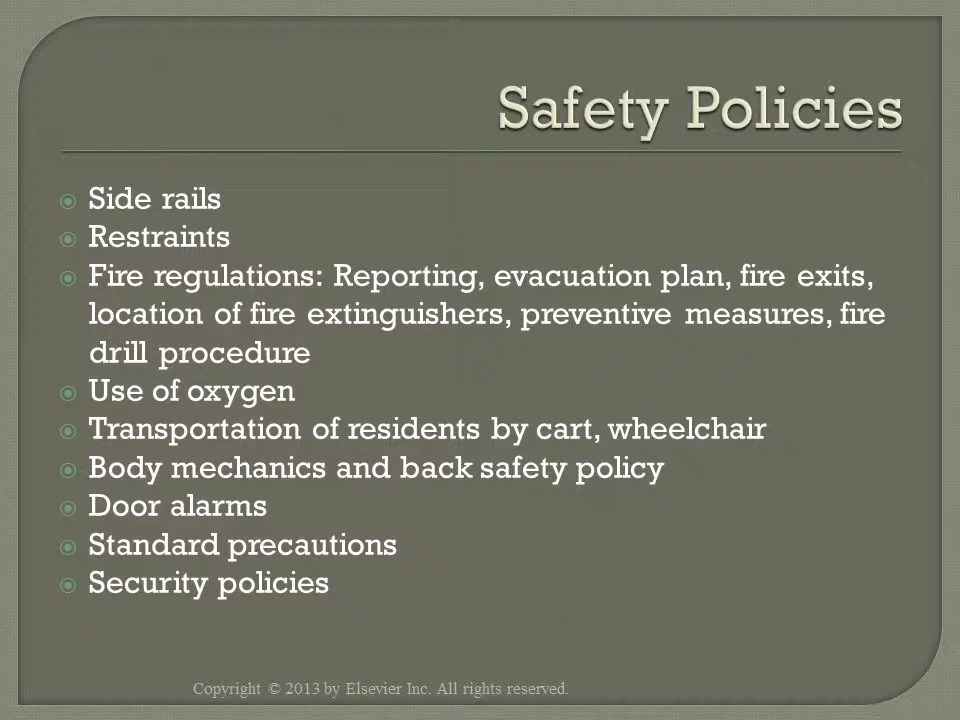 Safety Policies
Side rails
Restraints
Fire regulations: Reporting, evacuation plan, fire exits,
location of fire extinguishers, preventive measures, fire
drill procedure
Use of oxygen
Transportation of residents by cart, wheelchair
Body mechanics and back safety policy
Door alarms
Standard precautions
Security policies
Copyright © 2013 by Elsevier Inc. All rights reserved.